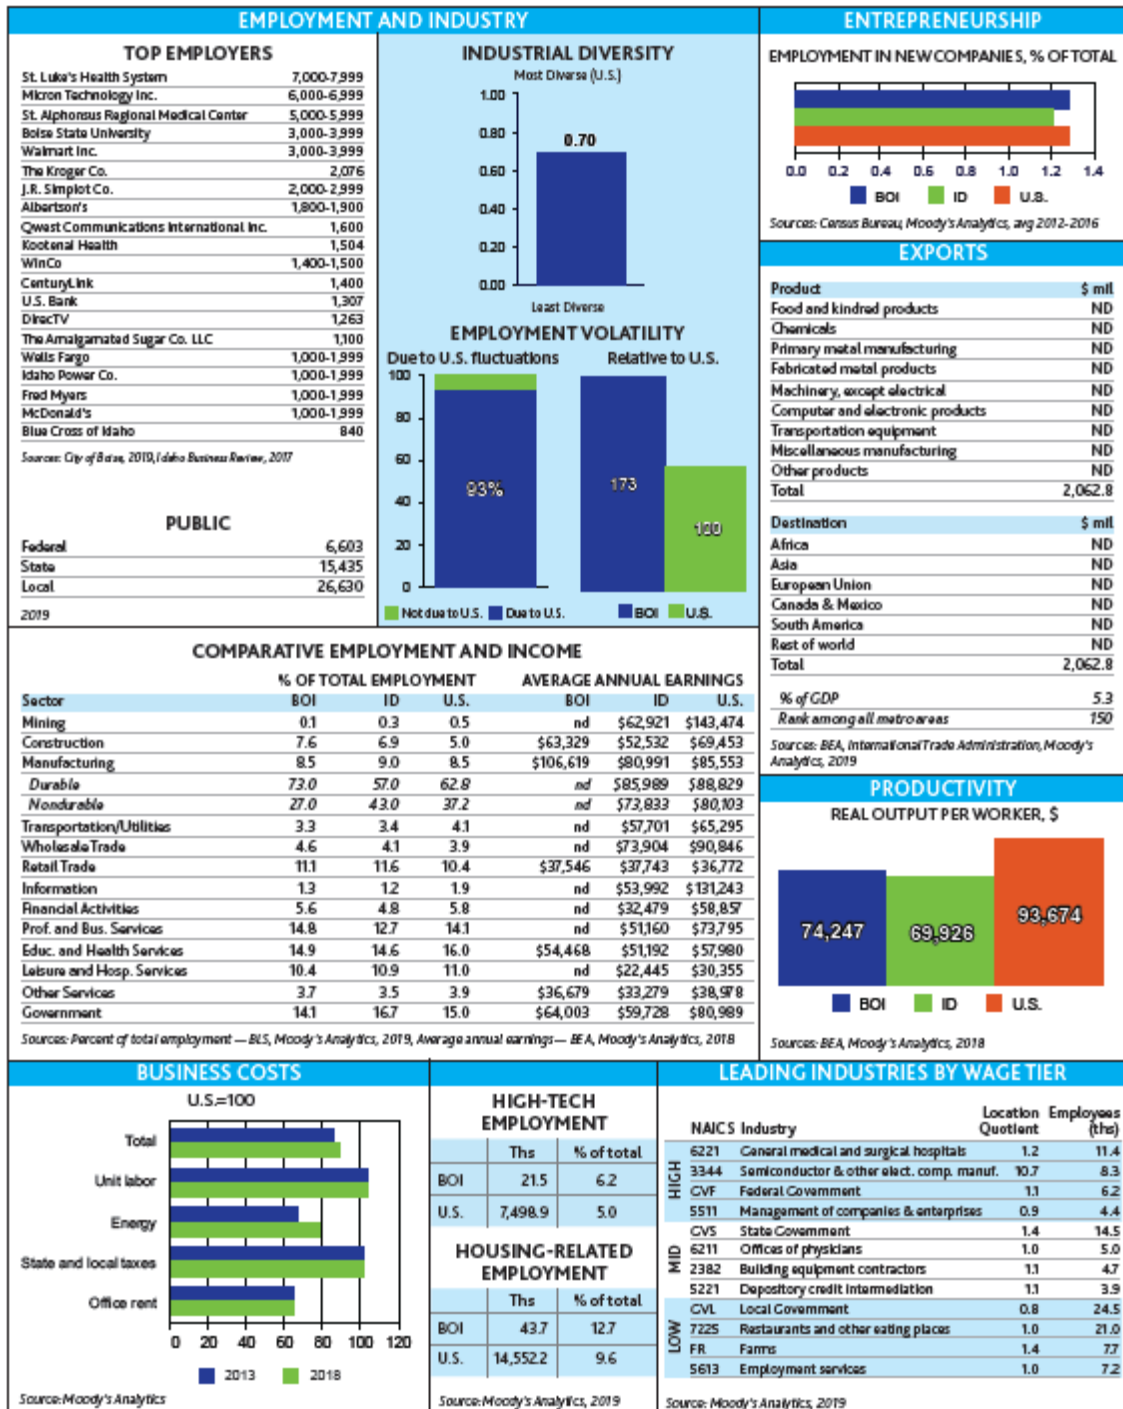 EMPLOYMENT AND INDUSTRY
TOP EMPLOYERS
St. Luke's Health System 7,000-7,999
Micron Technology Inc. 6,000-6,999
St. Alphonsus Regional Medical Center 5,000-5,999
Boise State University 3,000-3,999
Walmart Inc. 3,000-3,999
The Kroger Co. 2,076
J.R. Simplot Co. 2,000-2,999
Albertson's 1,800-1,900
Qwest Communications International Inc. 1,600
Kootenai Health 1,504
WinCo 1,400-1,500
CenturyLink 1,400
U.S. Bank 1,307
DirecTV 1,263
The Amalgamated Sugar Co. LLC 1,100
Wells Fargo 1,000-1,999
Idaho Power Co. 1,000-1,999
Fred Myers 1,000-1,999
McDonald's 1,000-1,999
Blue Cross of Idaho 840
Sources: City of Boise, 2019, Idaho Business Review, 2017
PUBLIC
Federal 6,603
State 15,435
Local 26,630
2019
INDUSTRIAL DIVERSITY
Most Diverse (U.S.)
1.00
0.80
0.60
0.40
0.20
0.00
0.70
Least Diverse
EMPLOYMENT VOLATILITY
Due to U.S. fluctuations Relative to U.S.
100
80
60
40
20
0
93%
173
100
Not due to U.S. Due to U.S. BOI U.S.
ENTREPRENEURSHIP
EMPLOYMENT IN NEW COMPANIES, % OF TOTAL
0.0 0.2 0.4 0.6 0.8 1.0 1.2 1.4
BOI ID U.S.
Sources: Census Bureau, Moody's Analytics, avg 2012-2016
EXPORTS
Product $ mil
Food and kindred products ND
Chemicals ND
Primary metal manufacturing ND
Fabricated metal products ND
Machinery, except electrical ND
Computer and electronic products ND
Transportation equipment ND
Miscellaneous manufacturing ND
Other products ND
Total 2,062.8
Destination $ mil
Africa ND
Asia ND
European Union ND
Canada & Mexico ND
South America ND
Rest of world ND
Total 2,062.8
% of GDP 5.3
Rank among all metro areas 150
Sources: BEA, International Trade Administration, Moody's
Analytics, 2019
COMPARATIVE EMPLOYMENT AND INCOME
% OF TOTAL EMPLOYMENT AVERAGE ANNUAL EARNINGS
Sector BOI ID U.S. BOI ID U.S.
Mining 0.1 0.3 0.5 nd $62,921 $143,474
Construction 7.6 6.9 5.0 $63,329 $52,532 $69,453
Manufacturing 8.5 9.0 8.5 $106,619 $80,991 $85,553
Durable 73.0 57.0 62.8 nd $85,989 $88,829
Nondurable 27.0 43.0 37.2 nd $73,833 $80,103
Transportation/Utilities 3.3 3.4 4.1 nd $57,701 $65,295
Wholesale Trade 4.6 4.1 3.9 nd $73,904 $90,846
Retail Trade 11.1 11.6 10.4 $37,546 $37,743 $36,772
Information 1.3 1.2 1.9 nd $53,992 $131,243
Financial Activities 5.6 4.8 5.8 nd $32,479 $58,857
Prof. and Bus. Services 14.8 12.7 14.1 nd $51,160 $73,795
Educ. and Health Services 14.9 14.6 16.0 $54,468 $51,192 $57,980
Leisure and Hosp. Services 10.4 10.9 11.0 nd $22,445 $30,355
Other Services 3.7 3.5 3.9 $36,679 $33,279 $38,978
Government 14.1 16.7 15.0 $64,003 $59,728 $80,989
Sources: Percent of total employment — BLS, Moody's Analytics, 2019, Average annual earnings — BEA, Moody's Analytics, 2018
PRODUCTIVITY
REAL OUTPUT PER WORKER, $
74,247 69,926 93,674
BOI ID U.S.
Sources: BEA, Moody's Analytics, 2018
BUSINESS COSTS
U.S.=100
Total
Unit labor
Energy
State and local taxes
Office rent
0 20 40 60 80 100 120
2013 2018
Source: Moody's Analytics
HIGH-TECH
EMPLOYMENT
Ths % of total
BOI 21.5 6.2
U.S. 7,498.9 5.0
HOUSING-RELATED
EMPLOYMENT
Ths % of total
BOI 43.7 12.7
U.S. 14,552.2 9.6
Source: Moody's Analytics, 2019
LEADING INDUSTRIES BY WAGE TIER
Location Employees
NAICS Industry Quotient (ths)
HIGH
6221 General medical and surgical hospitals 1.2 11.4
3344 Semiconductor & other elect. comp. manuf. 10.7 8.3
GVF Federal Government 1.1 6.2
5511 Management of companies & enterprises 0.9 4.4
MID
GVS State Government 1.4 14.5
6211 Offices of physicians 1.0 5.0
2382 Building equipment contractors 1.1 4.7
5221 Depository credit intermediation 1.1 3.9
LOW
GVL Local Government 0.8 24.5
7225 Restaurants and other eating places 1.0 21.0
FR Farms 1.4 7.7
5613 Employment services 1.0 7.2
Source: Moody's Analytics, 2019